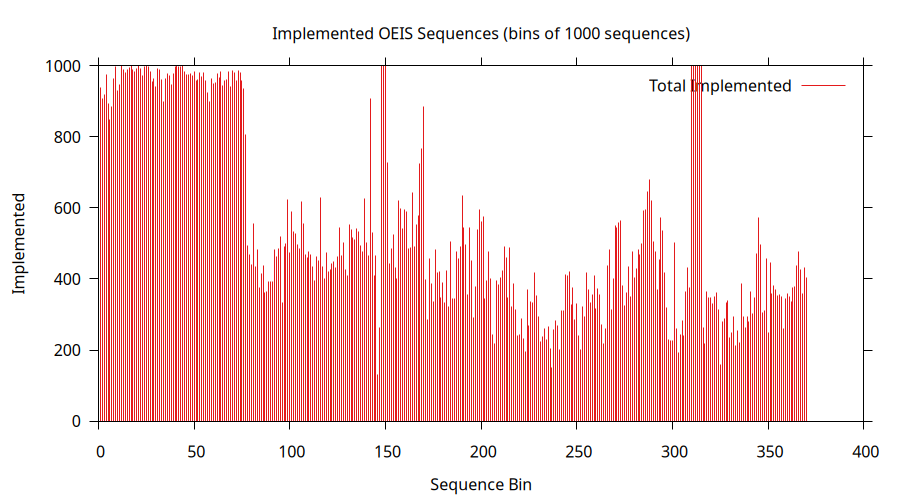 Implemented OEIS Sequences (bins of 1000 sequences)
Total Implemented
Implemented
1000
800
600
400
200
0
0 50 100 150 200 250 300 350 400
Sequence Bin